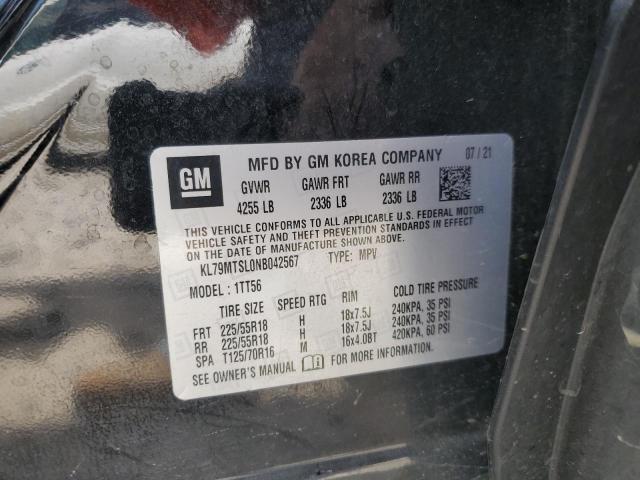 GM
MFD BY GM KOREA COMPANY 07 / 21
GVWR GAWR FRT GAWR RR
4255 LB 2336 LB 2336 LB
THIS VEHICLE CONFORMS TO ALL APPLICABLE U.S. FEDERAL MOTOR
VEHICLE SAFETY AND THEFT PREVENTION STANDARDS IN EFFECT
ON THE DATE OF MANUFACTURE SHOWN ABOVE.
KL79MTSL0NB042567 TYPE: MPV
MODEL : 1TT56
TIRE SIZE SPEED RTG RIM COLD TIRE PRESSURE
FRT 225/55R18 H 18x7.5J 240KPA, 35 PSI
RR 225/55R18 H 18x7.5J 240KPA, 35 PSI
SPA T125/70R16 M 16x4.0BT 420KPA, 60 PSI
SEE OWNER'S MANUAL FOR MORE INFORMATION.